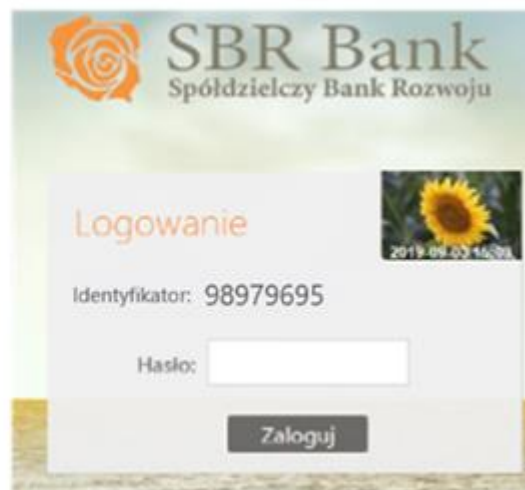 SBR Bank
Spółdzielczy Bank Rozwoju
Logowanie
Identyfikator: 98979695
Hasło:
Zaloguj